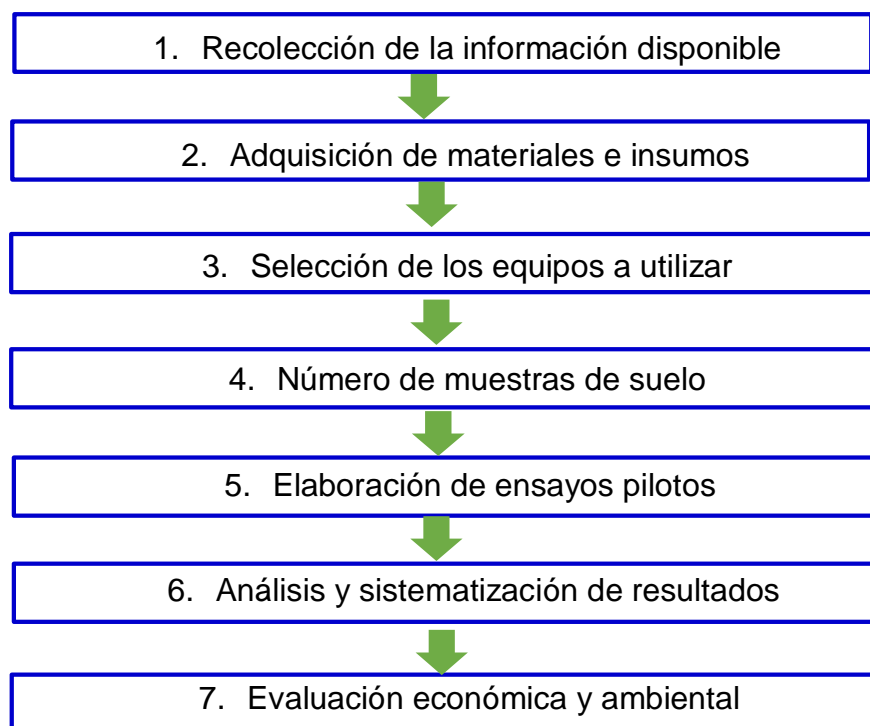 1. Recolección de la información disponible
2. Adquisición de materiales e insumos
3. Selección de los equipos a utilizar
4. Número de muestras de suelo
5. Elaboración de ensayos pilotos
6. Análisis y sistematización de resultados
7. Evaluación económica y ambiental